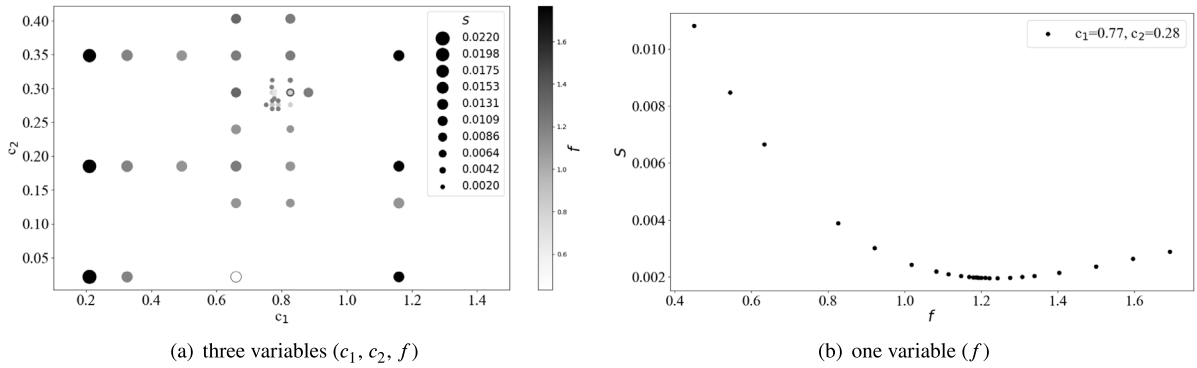 0.40
0.35
0.30
0.25
0.20
0.15
0.10
0.05
c₂
0.2 0.4 0.6 0.8 1.0 1.2 1.4
c₁
S
0.0220
0.0198
0.0175
0.0153
0.0131
0.0109
0.0086
0.0064
0.0042
0.0020
1.6
1.4
1.2
1.0
0.8
0.6
f
(a) three variables (c₁, c₂, f)
c₁=0.77, c₂=0.28
0.010
0.008
0.006
0.004
0.002
S
0.4 0.6 0.8 1.0 1.2 1.4 1.6
f
(b) one variable (f)